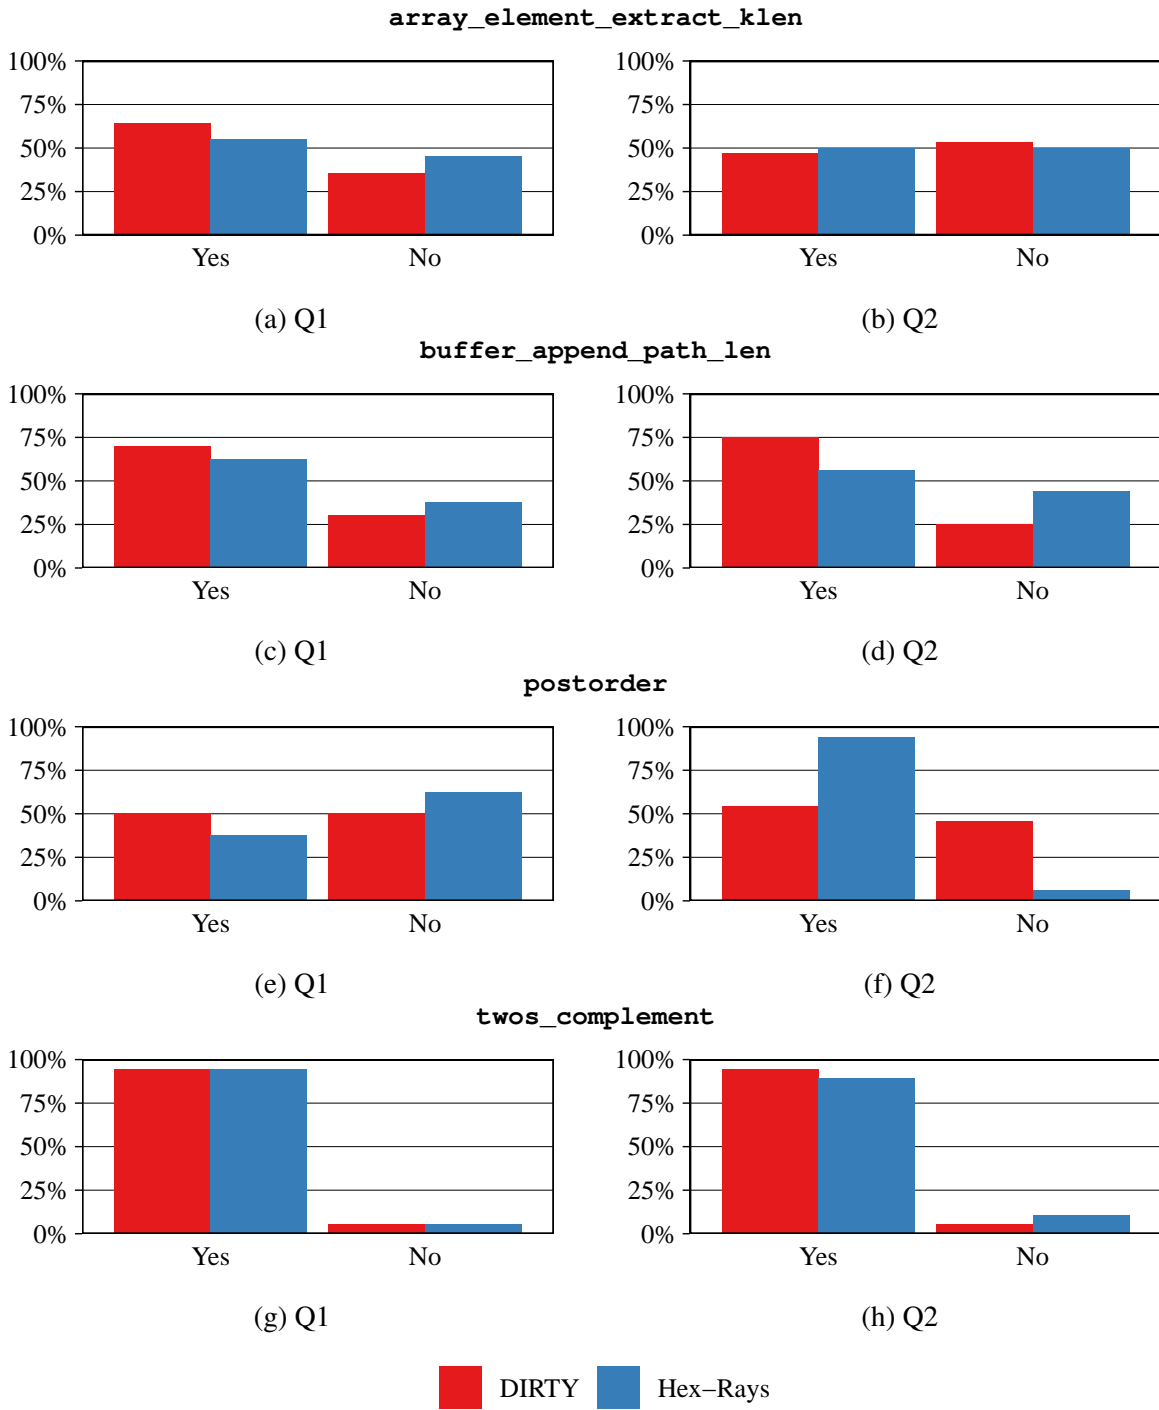 array_element_extract_klen
100%
75%
50%
25%
0%
Yes No
(a) Q1
100%
75%
50%
25%
0%
Yes No
(b) Q2
buffer_append_path_len
100%
75%
50%
25%
0%
Yes No
(c) Q1
100%
75%
50%
25%
0%
Yes No
(d) Q2
postorder
100%
75%
50%
25%
0%
Yes No
(e) Q1
100%
75%
50%
25%
0%
Yes No
(f) Q2
twos_complement
100%
75%
50%
25%
0%
Yes No
(g) Q1
100%
75%
50%
25%
0%
Yes No
(h) Q2
DIRTY Hex−Rays